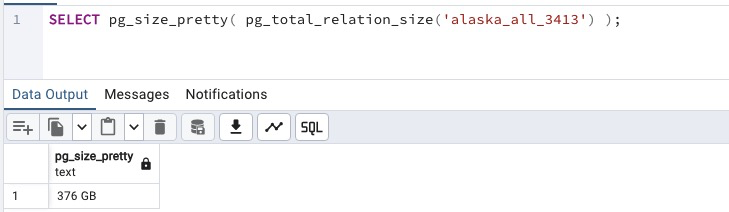 1 SELECT pg_size_pretty( pg_total_relation_size('alaska_all_3413') );
Data Output Messages Notifications
SQL
pg_size_pretty
text
1 376 GB